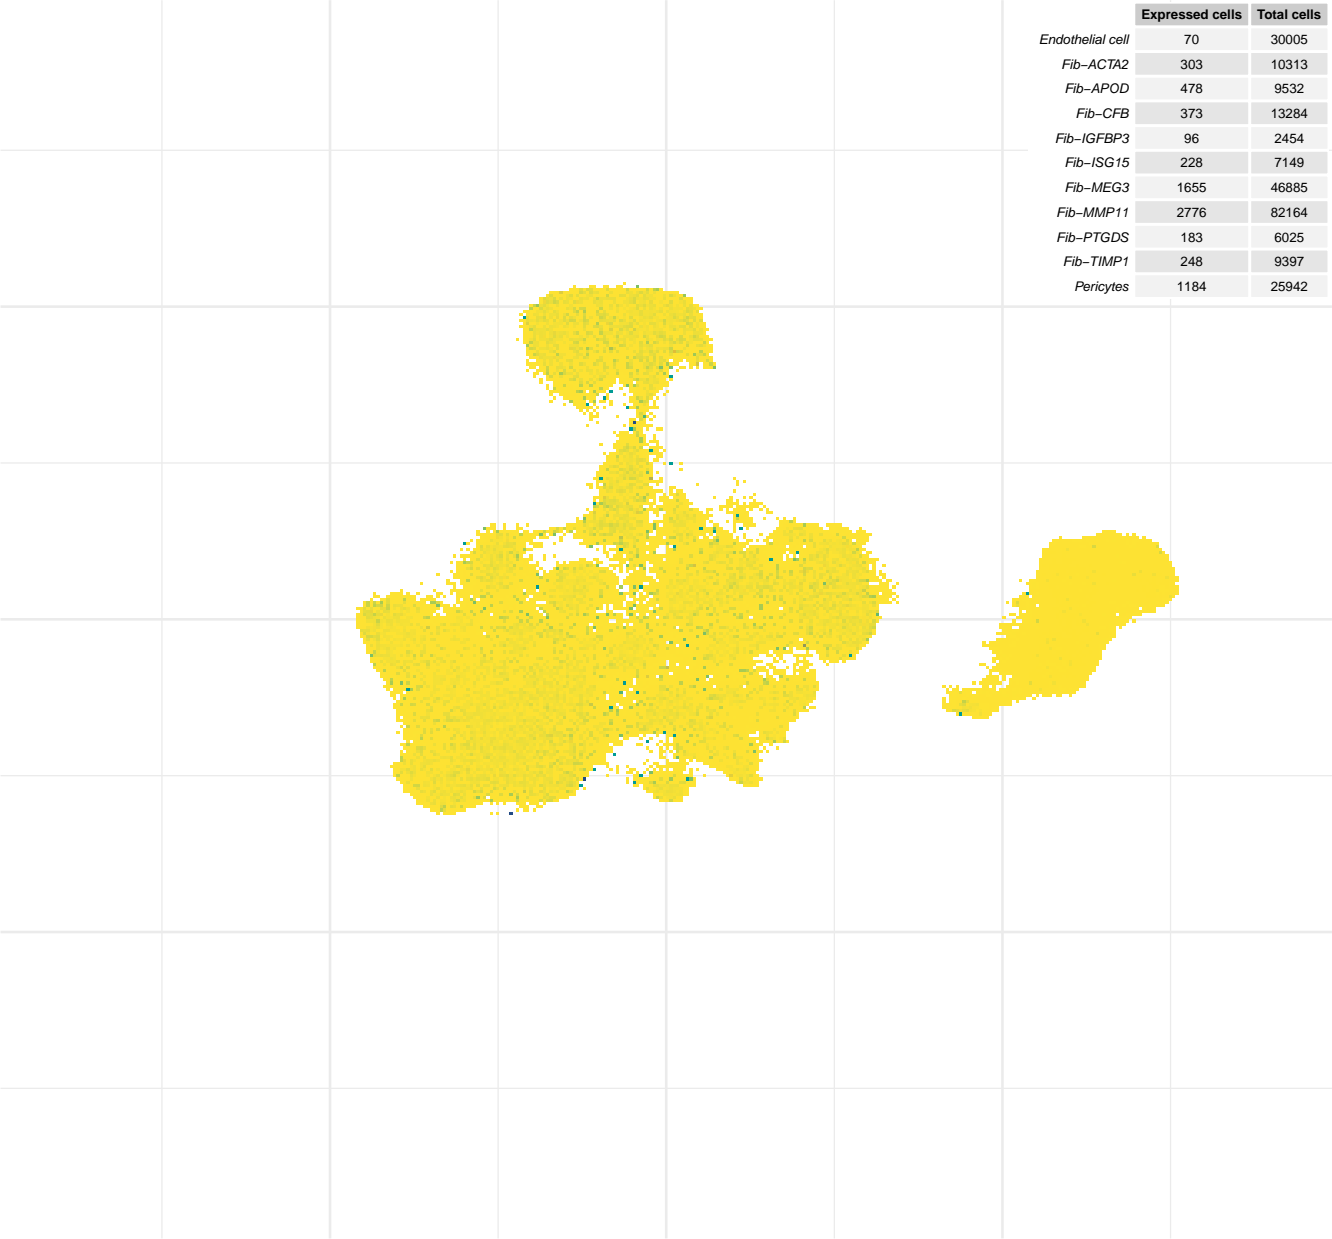 Expressed cells Total cells
Endothelial cell 70 30005
Fib−ACTA2 303 10313
Fib−APOD 478 9532
Fib−CFB 373 13284
Fib−IGFBP3 96 2454
Fib−ISG15 228 7149
Fib−MEG3 1655 46885
Fib−MMP11 2776 82164
Fib−PTGDS 183 6025
Fib−TIMP1 248 9397
Pericytes 1184 25942